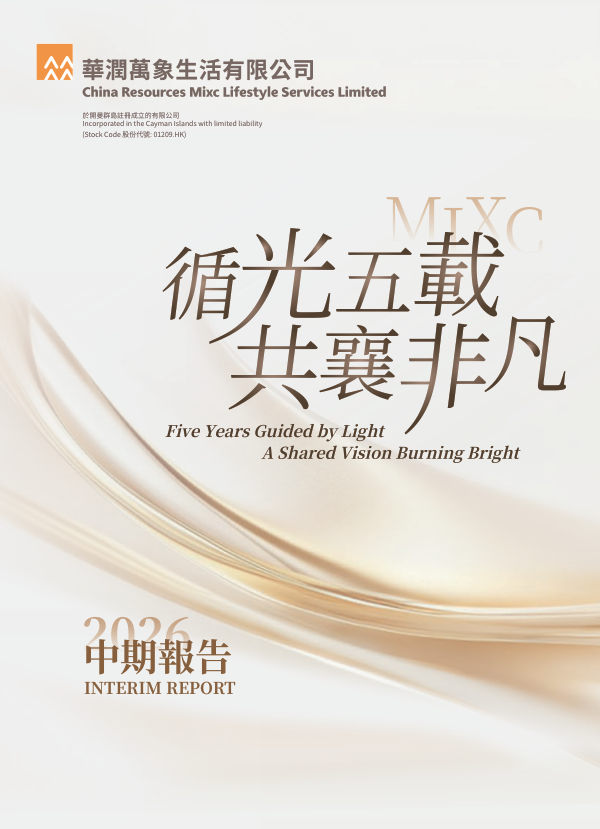 華潤萬象生活有限公司
China Resources Mixc Lifestyle Services Limited
於開曼群島註冊成立的有限公司
Incorporated in the Cayman Islands with limited liability
(Stock Code 股份代號: 01209.HK)
MIXC
循光五載
共襄非凡
Five Years Guided by Light
A Shared Vision Burning Bright
2026
中期報告
INTERIM REPORT